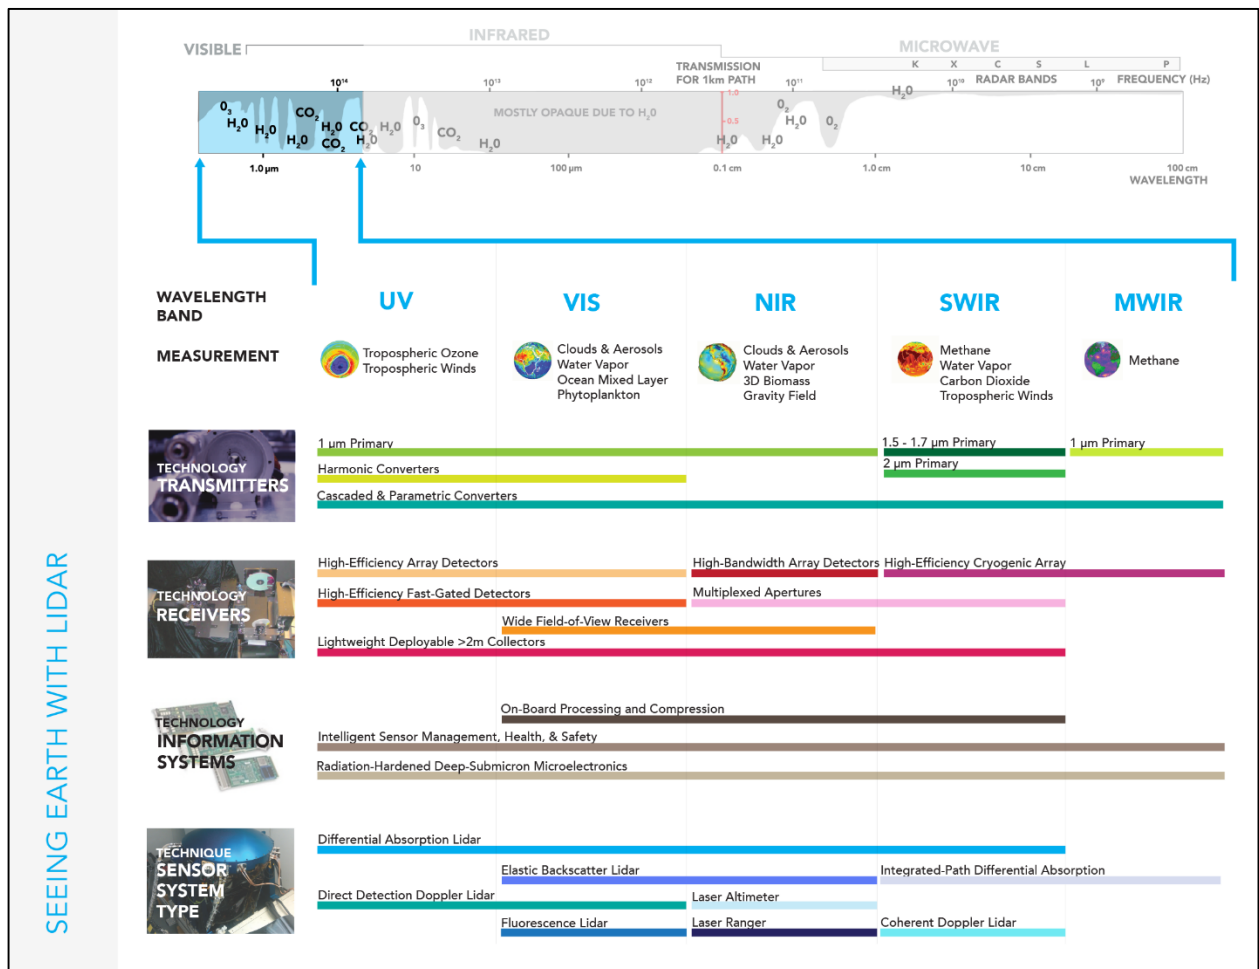 SEEING EARTH WITH LIDAR
VISIBLE
INFRARED
MICROWAVE
TRANSMISSION
FOR 1km PATH
K X C S L P
RADAR BANDS
FREQUENCY (Hz)
10¹⁴ 10¹³ 10¹² 10¹¹ 10¹⁰ 10⁹
1.0
0.5
O₃
H₂O
H₂O
CO₂
H₂O
H₂O
CO₂
CO₂
H₂O
H₂O
O₃
CO₂
H₂O
MOSTLY OPAQUE DUE TO H₂O
H₂O
O₂
H₂O
H₂O
O₂
H₂O
1.0 µm 10 100 µm 0.1 cm 1.0 cm 10 cm 100 cm
WAVELENGTH
WAVELENGTH
BAND
UV VIS NIR SWIR MWIR
MEASUREMENT
Tropospheric Ozone
Tropospheric Winds
Clouds & Aerosols
Water Vapor
Ocean Mixed Layer
Phytoplankton
Clouds & Aerosols
Water Vapor
3D Biomass
Gravity Field
Methane
Water Vapor
Carbon Dioxide
Tropospheric Winds
Methane
TECHNOLOGY
TRANSMITTERS
1 µm Primary
1.5 - 1.7 µm Primary
1 µm Primary
Harmonic Converters
2 µm Primary
Cascaded & Parametric Converters
TECHNOLOGY
RECEIVERS
High-Efficiency Array Detectors
High-Bandwidth Array Detectors
High-Efficiency Cryogenic Array
High-Efficiency Fast-Gated Detectors
Multiplexed Apertures
Wide Field-of-View Receivers
Lightweight Deployable >2m Collectors
TECHNOLOGY
INFORMATION
SYSTEMS
On-Board Processing and Compression
Intelligent Sensor Management, Health, & Safety
Radiation-Hardened Deep-Submicron Microelectronics
TECHNIQUE
SENSOR
SYSTEM
TYPE
Differential Absorption Lidar
Elastic Backscatter Lidar
Integrated-Path Differential Absorption
Direct Detection Doppler Lidar
Laser Altimeter
Fluorescence Lidar
Laser Ranger
Coherent Doppler Lidar